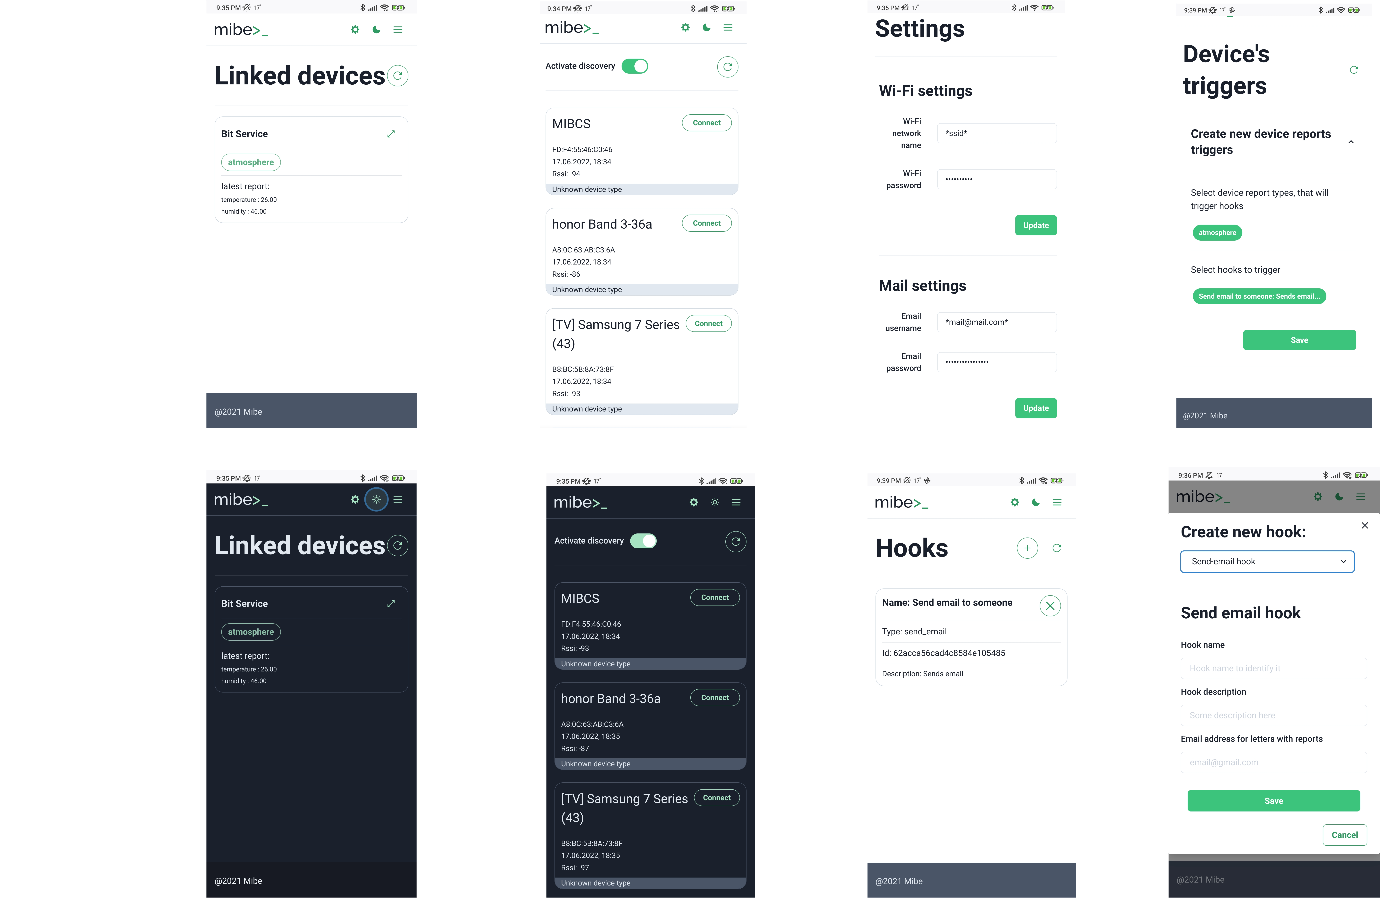 9:35 PM 17°
mibe>_
Linked devices
Bit Service
atmosphere
latest report:
temperature : 26.00
humidity : 46.00
@2021 Mibe
9:34 PM 17°
mibe>_
Activate discovery
MIBCS
Connect
FD:F4:55:46:C0:46
17.06.2022, 18:34
Rssi: -94
Unknown device type
honor Band 3-36a
Connect
A8:0C:63:AB:C3:6A
17.06.2022, 18:34
Rssi: -86
Unknown device type
[TV] Samsung 7 Series
(43)
Connect
B8:BC:5B:8A:73:8F
17.06.2022, 18:34
Rssi: -93
Unknown device type
9:35 PM 17°
Settings
Wi-Fi settings
Wi-Fi
network
name
*ssid*
Wi-Fi
password
••••••••••
Update
Mail settings
Email
username
*mail@mail.com*
Email
password
••••••••••••••••
Update
9:39 PM 17°
Device's
triggers
Create new device reports
triggers
Select device report types, that will
trigger hooks
atmosphere
Select hooks to trigger
Send email to someone: Sends email...
Save
@2021 Mibe
9:35 PM 17°
mibe>_
Linked devices
Bit Service
atmosphere
latest report:
temperature : 26.00
humidity : 46.00
@2021 Mibe
9:35 PM 17°
mibe>_
Activate discovery
MIBCS
Connect
FD:F4:55:46:C0:46
17.06.2022, 18:34
Rssi: -93
Unknown device type
honor Band 3-36a
Connect
A8:0C:63:AB:C3:6A
17.06.2022, 18:35
Rssi: -87
Unknown device type
[TV] Samsung 7 Series
(43)
Connect
B8:BC:5B:8A:73:8F
17.06.2022, 18:35
Rssi: -97
Unknown device type
9:39 PM 17°
mibe>_
Hooks
Name: Send email to someone
Type: send_email
Id: 62acca56cad4c8584e105485
Description: Sends email
@2021 Mibe
9:36 PM 17°
mibe>_
Create new hook:
Send-email hook
Send email hook
Hook name
Hook name to identify it
Hook description
Some description here
Email address for letters with reports
email@gmail.com
Save
Cancel
@2021 Mibe